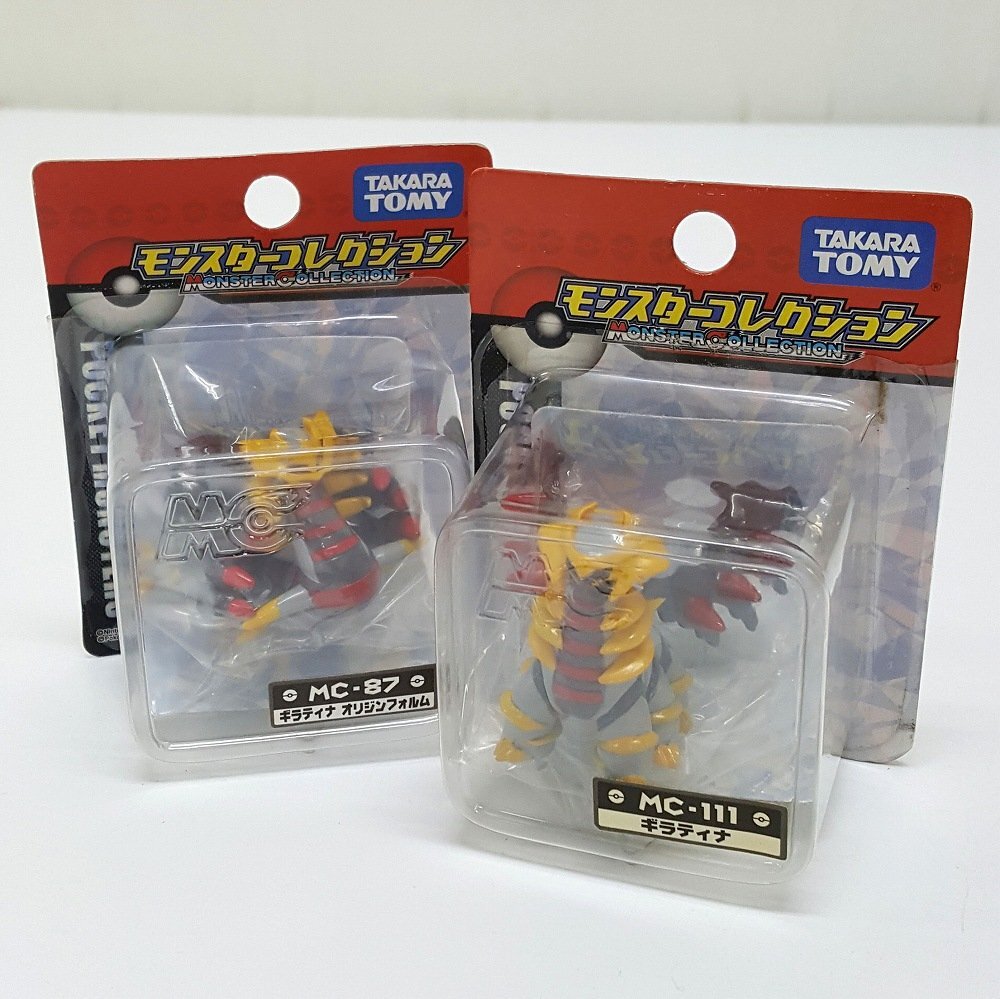 TAKARA
TOMY
モンスターコレクション
MONSTER COLLECTION
POCKET MONSTERS
MC
MC-87
ギラティナ オリジンフォルム
TAKARA
TOMY
モンスターコレクション
MONSTER COLLECTION
MC-111
ギラティナ